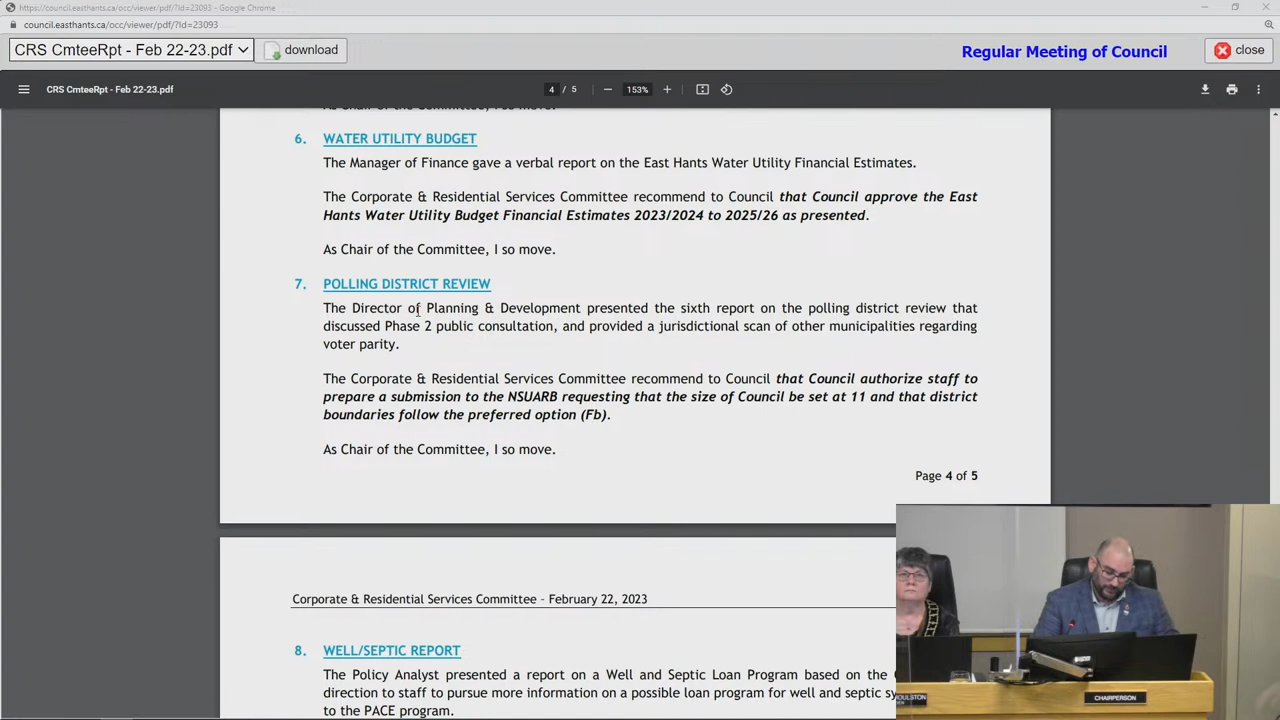 https://council.easthants.ca/occ/viewer/pdf/?Id=23093 - Google Chrome
council.easthants.ca/occ/viewer/pdf/?Id=23093
CRS CmteeRpt - Feb 22-23.pdf
download
Regular Meeting of Council
close
CRS CmteeRpt - Feb 22-23.pdf
4 / 5
153%
As Chair of the Committee, I so move.
6. WATER UTILITY BUDGET
The Manager of Finance gave a verbal report on the East Hants Water Utility Financial Estimates.
The Corporate & Residential Services Committee recommend to Council that Council approve the East
Hants Water Utility Budget Financial Estimates 2023/2024 to 2025/26 as presented.
As Chair of the Committee, I so move.
7. POLLING DISTRICT REVIEW
The Director of Planning & Development presented the sixth report on the polling district review that
discussed Phase 2 public consultation, and provided a jurisdictional scan of other municipalities regarding
voter parity.
The Corporate & Residential Services Committee recommend to Council that Council authorize staff to
prepare a submission to the NSUARB requesting that the size of Council be set at 11 and that district
boundaries follow the preferred option (Fb).
As Chair of the Committee, I so move.
Page 4 of 5
Corporate & Residential Services Committee - February 22, 2023
8. WELL/SEPTIC REPORT
The Policy Analyst presented a report on a Well and Septic Loan Program based on the
direction to staff to pursue more information on a possible loan program for well and septic
to the PACE program.
CHAIRPERSON